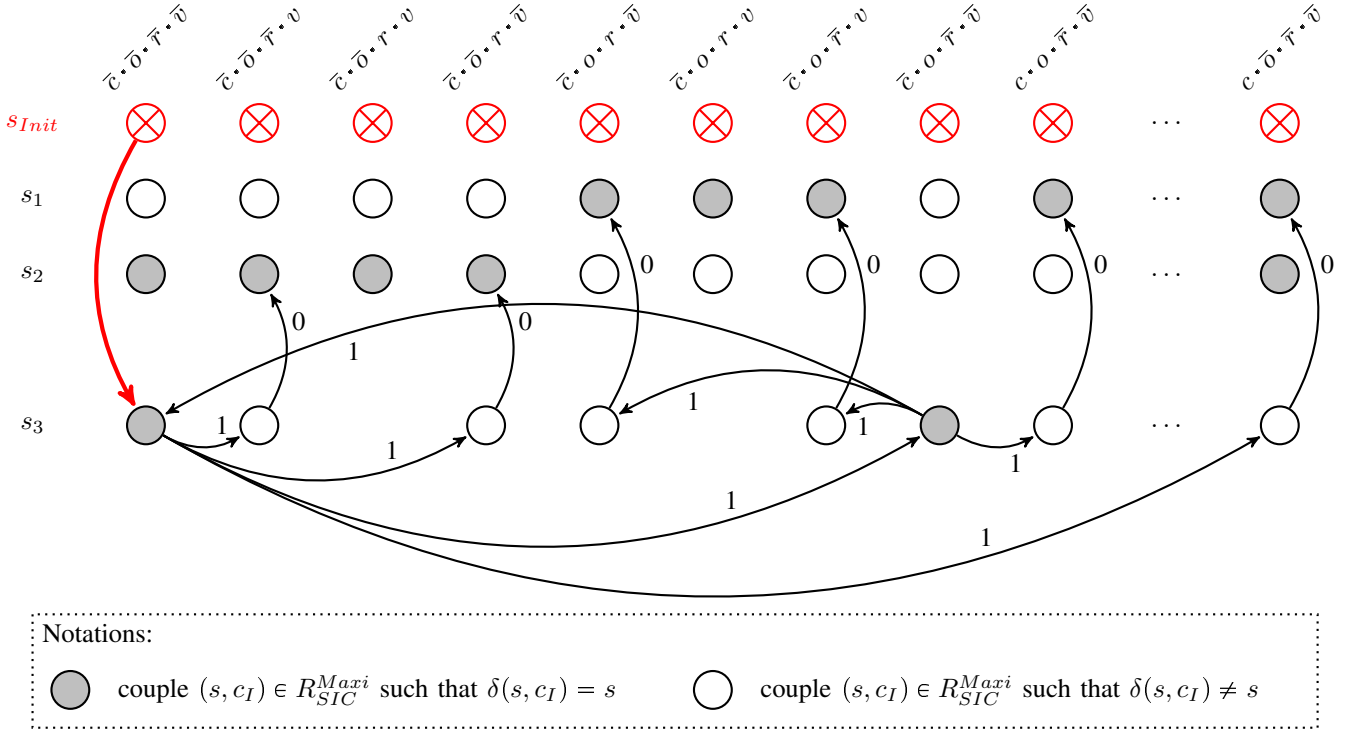 c̅ • o̅ • r̅ • v̅
c̅ • o̅ • r̅ • v
c̅ • o̅ • r • v
c̅ • o̅ • r • v̅
c̅ • o • r • v̅
c̅ • o • r • v
c̅ • o • r̅ • v
c̅ • o • r̅ • v̅
c • o • r̅ • v̅
c • o̅ • r̅ • v̅
s_Init ···
s_1 ···
s_2 ···
0 0 0 0 0 0
1
1
s_3 ···
1 1
1 1
1
1
Notations:
couple (s, c_I) ∈ R_SIC^Maxi such that δ(s, c_I) = s
couple (s, c_I) ∈ R_SIC^Maxi such that δ(s, c_I) ≠ s